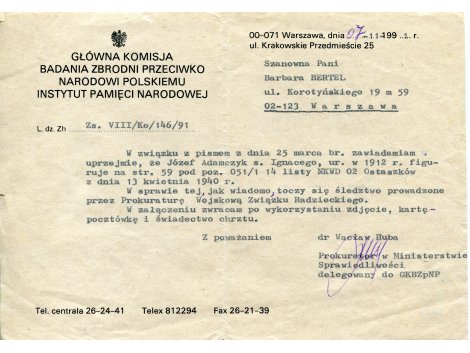 GŁÓWNA KOMISJA
BADANIA ZBRODNI PRZECIWKO
NARODOWI POLSKIEMU
INSTYTUT PAMIĘCI NARODOWEJ
L. dz. Zh Zs. VIII/Ko/146/91
00-071 Warszawa, dnia 07-11-1991 r.
ul. Krakowskie Przedmieście 25
Szanowna Pani
Barbara BERTEL
ul. Korotyńskiego 19 m 59
02-123 Warszawa
W związku z pismem z dnia 25 marca br. zawiadamiam
uprzejmie, że Józef Adamczyk s. Ignacego, ur. w 1912 r. figu-
ruje na str. 59 pod poz. 051/1 14 listy NKWD 02 Ostaszków
z dnia 13 kwietnia 1940 r.
W sprawie tej, jak wiadomo, toczy się śledztwo prowadzone
przez Prokuraturę Wojskową Związku Radzieckiego.
W załączeniu zwracam po wykorzystaniu zdjęcie, kartę-
pocztówkę i świadectwo chrztu.
Z poważaniem
dr Wacław Huba
Prokurator w Ministerstwie
Sprawiedliwości
delegowany do GKBZpNP
Tel. centrala 26-24-41 Telex 812294 Fax 26-21-39